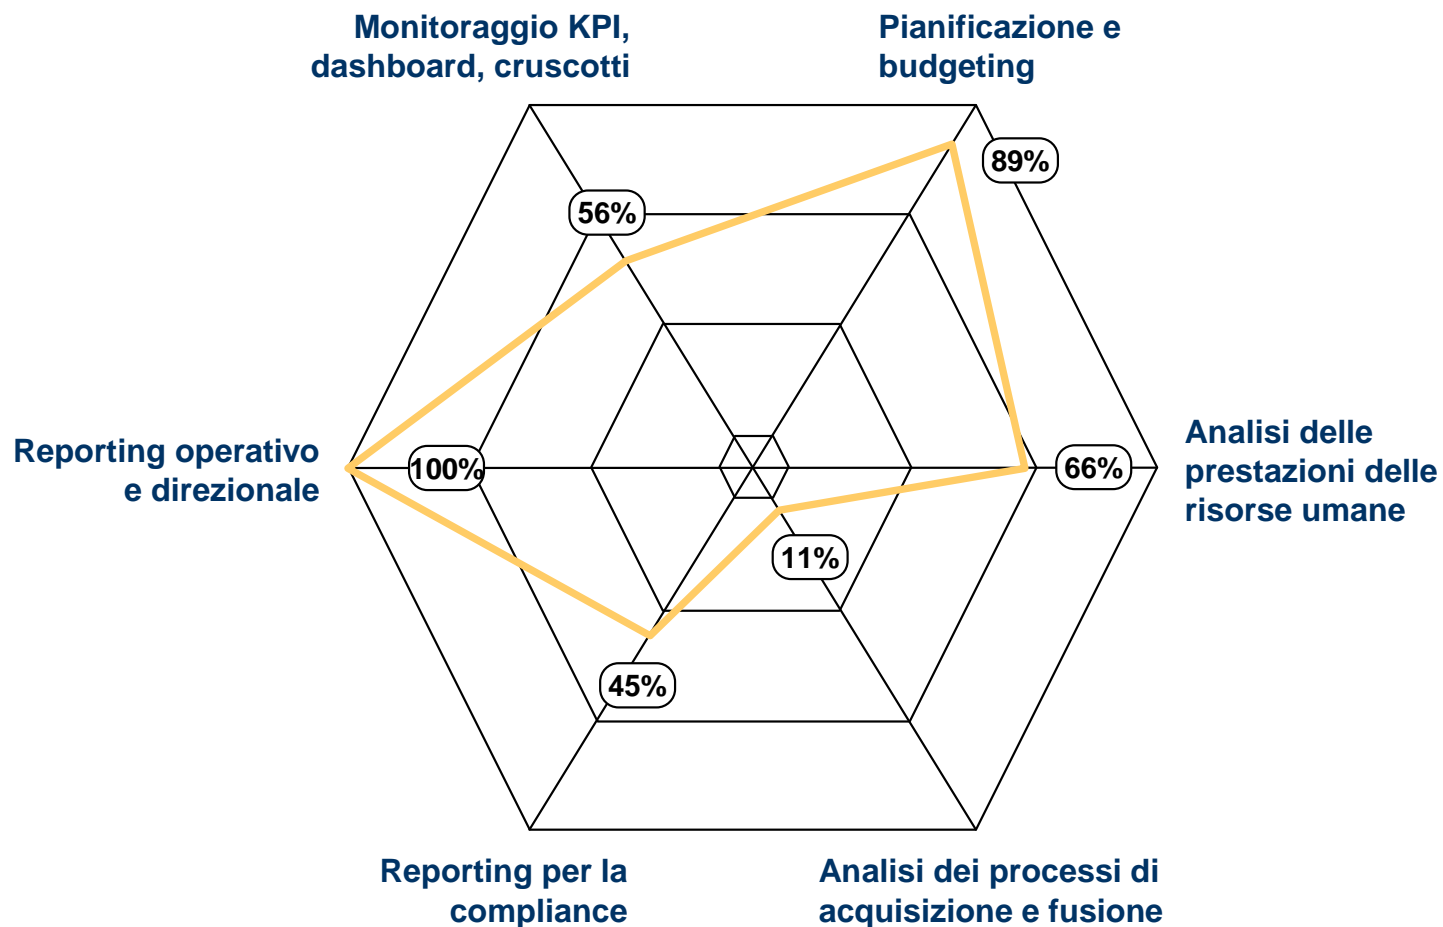 Monitoraggio KPI,
dashboard, cruscotti
Pianificazione e
budgeting
89%
56%
Reporting operativo
e direzionale
100%
66%
Analisi delle
prestazioni delle
risorse umane
11%
45%
Reporting per la
compliance
Analisi dei processi di
acquisizione e fusione